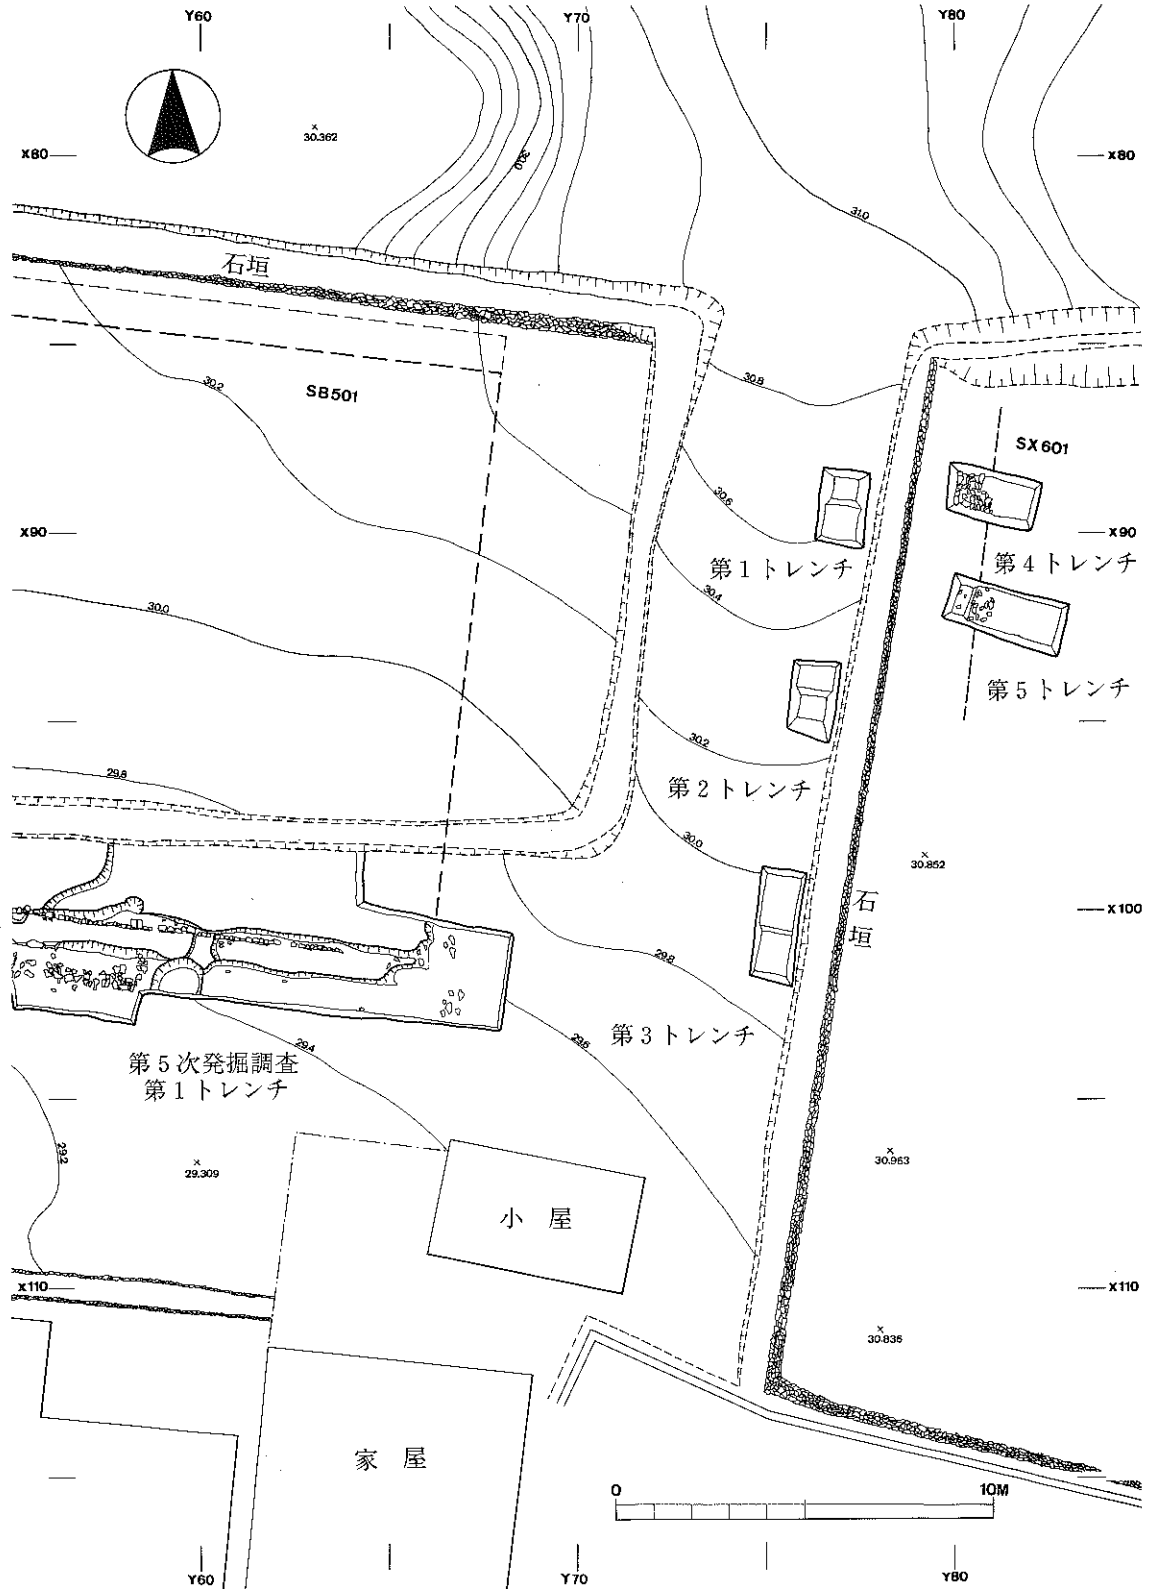 Y60
Y70
Y80
30.362
X80
X80
30.0
31.0
石垣
SB501
30.2
30.8
SX601
30.6
X90
X90
第1トレンチ
第4トレンチ
30.4
30.0
第5トレンチ
30.2
29.8
第2トレンチ
30.0
30.852
石垣
X100
29.8
第3トレンチ
29.6
29.4
第5次発掘調査
第1トレンチ
29.2
29.309
30.963
小屋
X110
X110
30.835
家屋
0
10M
Y60
Y70
Y80